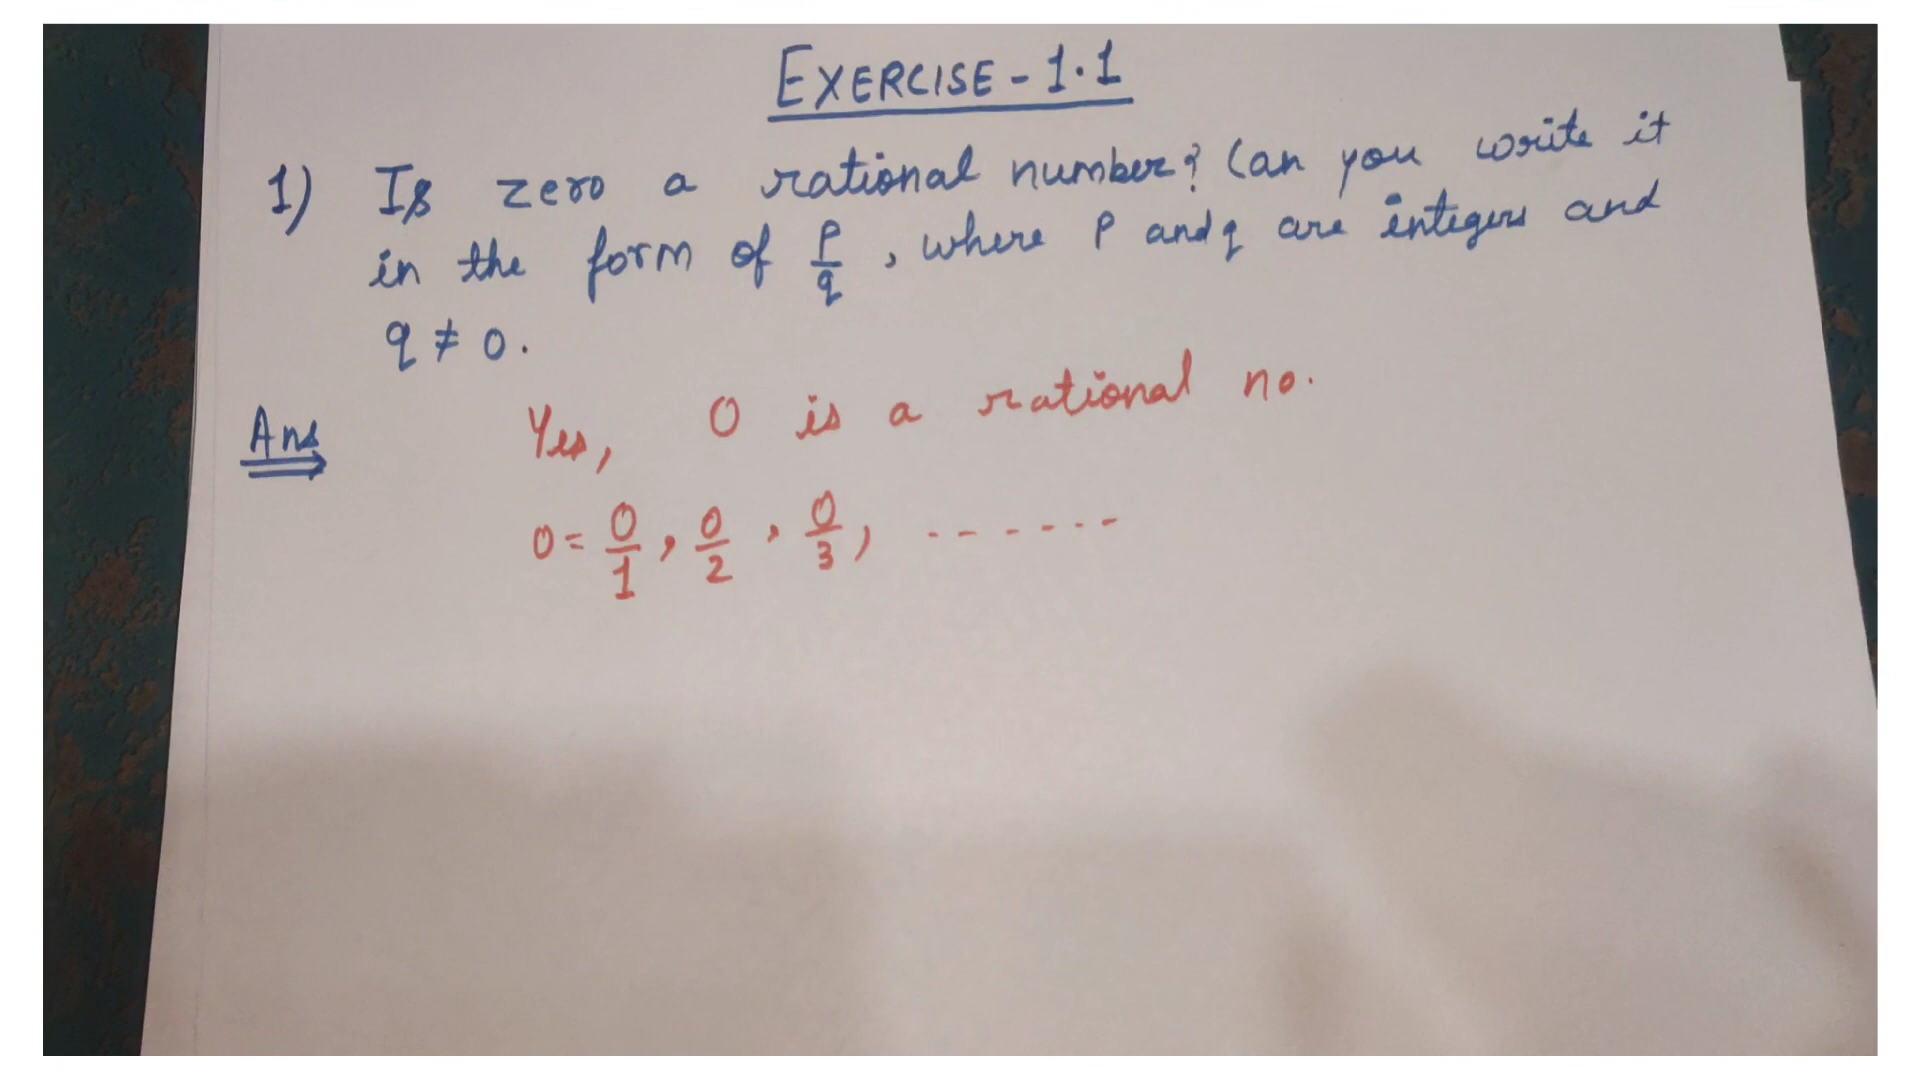 EXERCISE - 1.1
1) Is zero a rational number? Can you write it
in the form of p/q, where p and q are integers and
q ≠ 0.
Ans Yes, 0 is a rational no.
0 = 0/1, 0/2, 0/3, .......